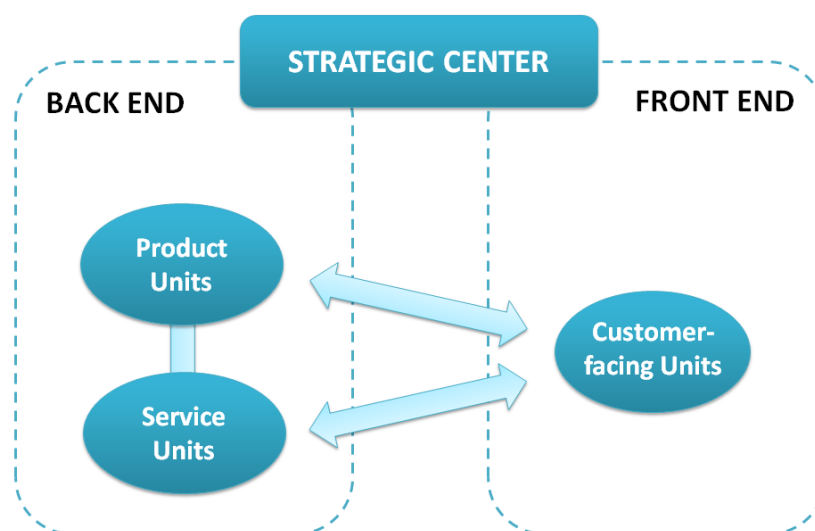 STRATEGIC CENTER
BACK END
FRONT END
Product
Units
Customer-
facing Units
Service
Units